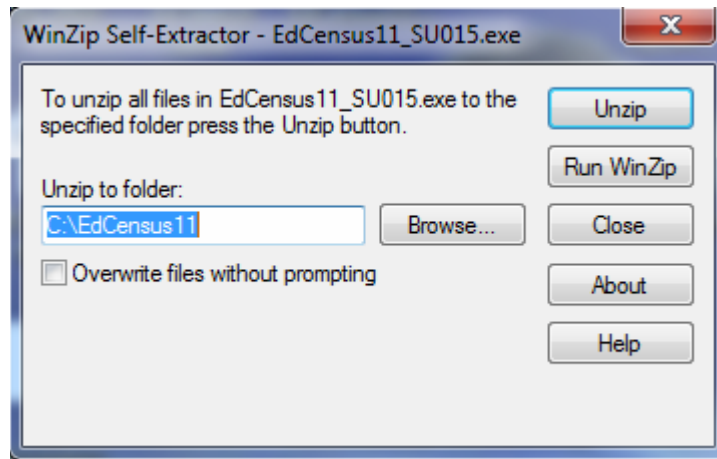 WinZip Self-Extractor - EdCensus11_SU015.exe
To unzip all files in EdCensus11_SU015.exe to the
specified folder press the Unzip button.
Unzip
Run WinZip
Unzip to folder:
C:\EdCensus11
Browse...
Close
Overwrite files without prompting
About
Help